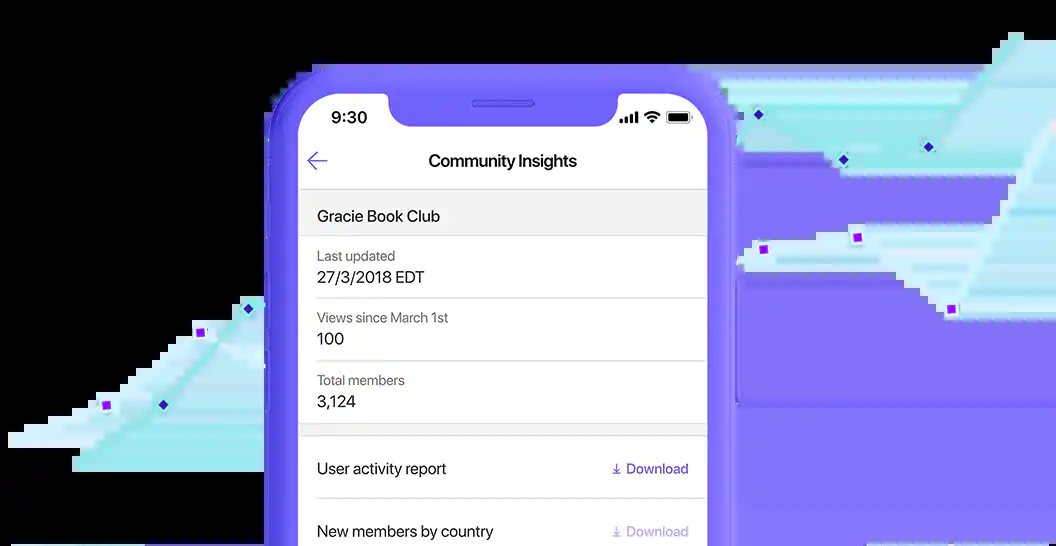 9:30
Community Insights
Gracie Book Club
Last updated
27/3/2018 EDT
Views since March 1st
100
Total members
3,124
User activity report Download
New members by country Download